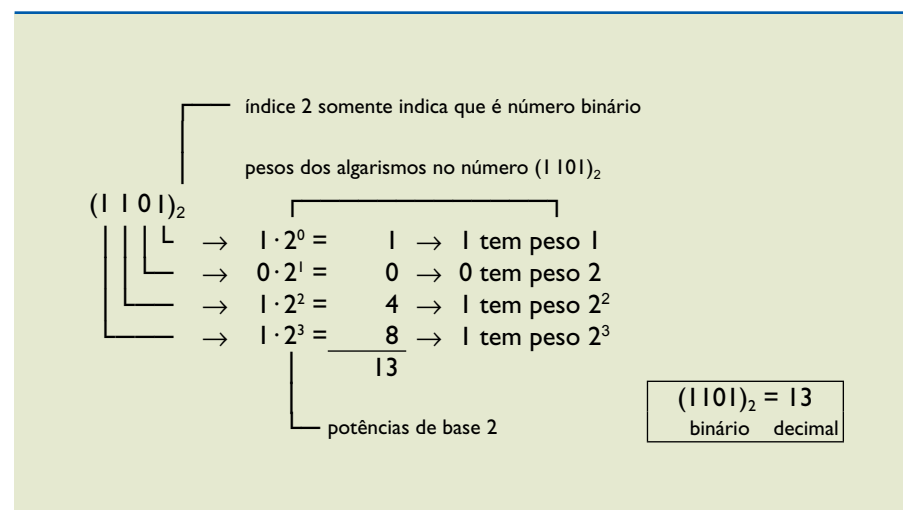 índice 2 somente indica que é número binário
pesos dos algarismos no número (1101)₂
(1 1 0 1)₂
→ 1 · 2⁰ = 1 → 1 tem peso 1
→ 0 · 2¹ = 0 → 0 tem peso 2
→ 1 · 2² = 4 → 1 tem peso 2²
→ 1 · 2³ = 8 → 1 tem peso 2³
13
(1101)₂ = 13
binário decimal
potências de base 2